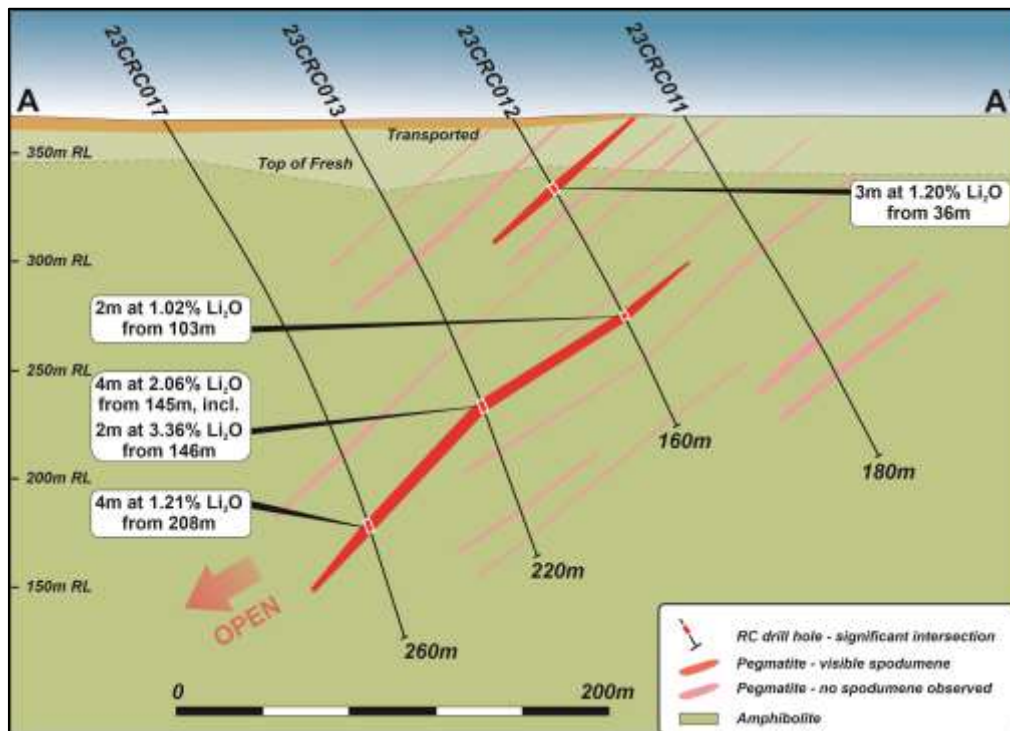 23CRC017
23CRC013
23CRC012
23CRC011
A
A'
Transported
Top of Fresh
350m RL
300m RL
250m RL
200m RL
150m RL
3m at 1.20% Li₂O
from 36m
2m at 1.02% Li₂O
from 103m
4m at 2.06% Li₂O
from 145m, incl.
2m at 3.36% Li₂O
from 146m
4m at 1.21% Li₂O
from 208m
160m
180m
220m
260m
OPEN
0
200m
RC drill hole - significant intersection
Pegmatite - visible spodumene
Pegmatite - no spodumene observed
Amphibolite